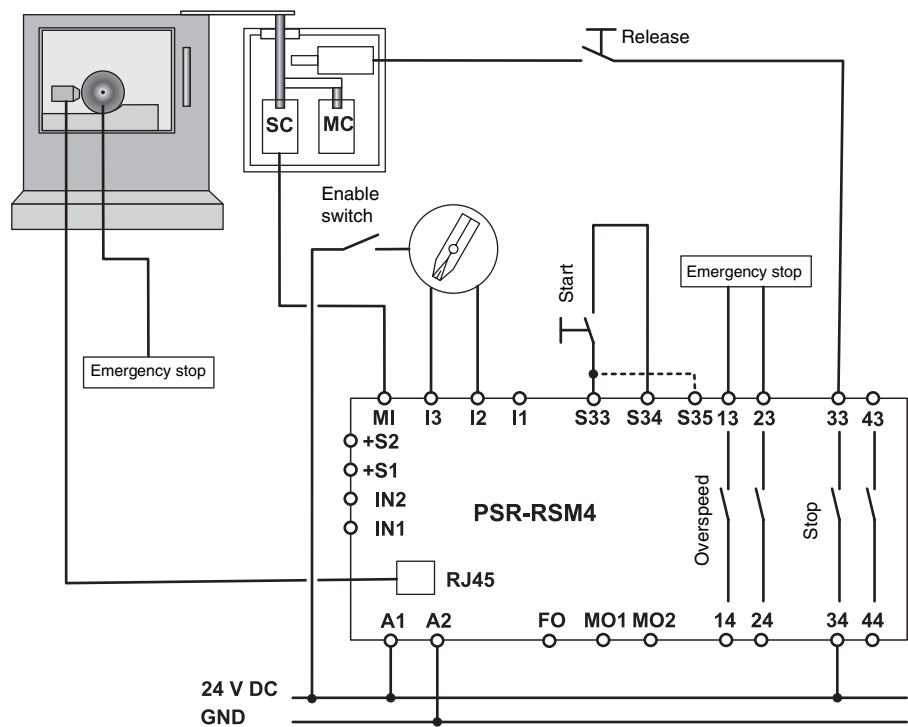 Release
SC
MC
Enable
switch
Start
Emergency stop
Emergency stop
MI
I3
I2
I1
S33
S34
S35
13
23
33
43
+S2
+S1
IN2
IN1
PSR-RSM4
Overspeed
Stop
RJ45
A1
A2
FO
MO1
MO2
14
24
34
44
24 V DC
GND